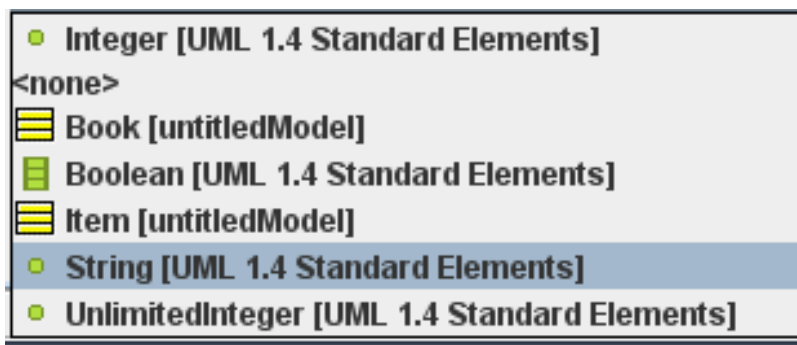 Integer [UML 1.4 Standard Elements]
<none>
Book [untitledModel]
Boolean [UML 1.4 Standard Elements]
Item [untitledModel]
String [UML 1.4 Standard Elements]
UnlimitedInteger [UML 1.4 Standard Elements]